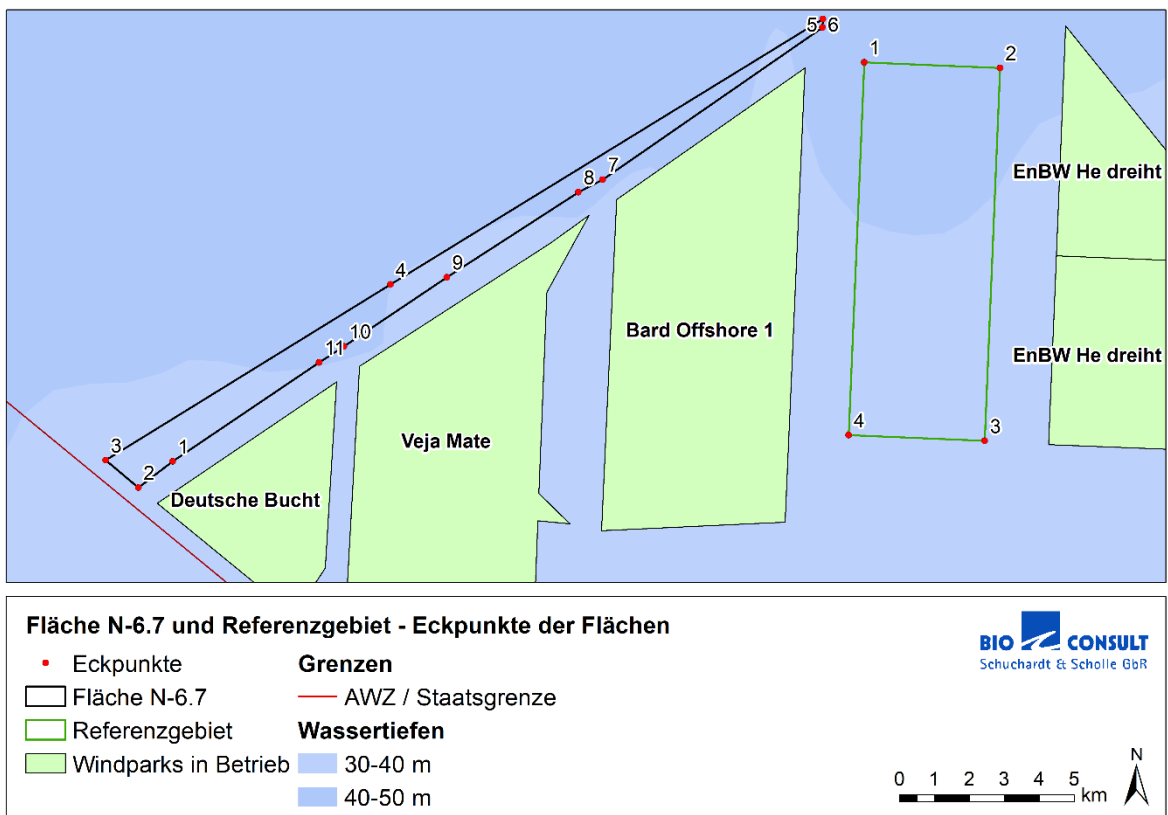 5 6
1
2
EnBW He dreiht
7
8
4
9
Bard Offshore 1
EnBW He dreiht
10
11
4
3
Veja Mate
3
1
2
Deutsche Bucht
Fläche N-6.7 und Referenzgebiet - Eckpunkte der Flächen
Eckpunkte
Fläche N-6.7
Referenzgebiet
Windparks in Betrieb
Grenzen
AWZ / Staatsgrenze
Wassertiefen
30-40 m
40-50 m
BIO CONSULT
Schuchardt & Scholle GbR
0 1 2 3 4 5
km
N